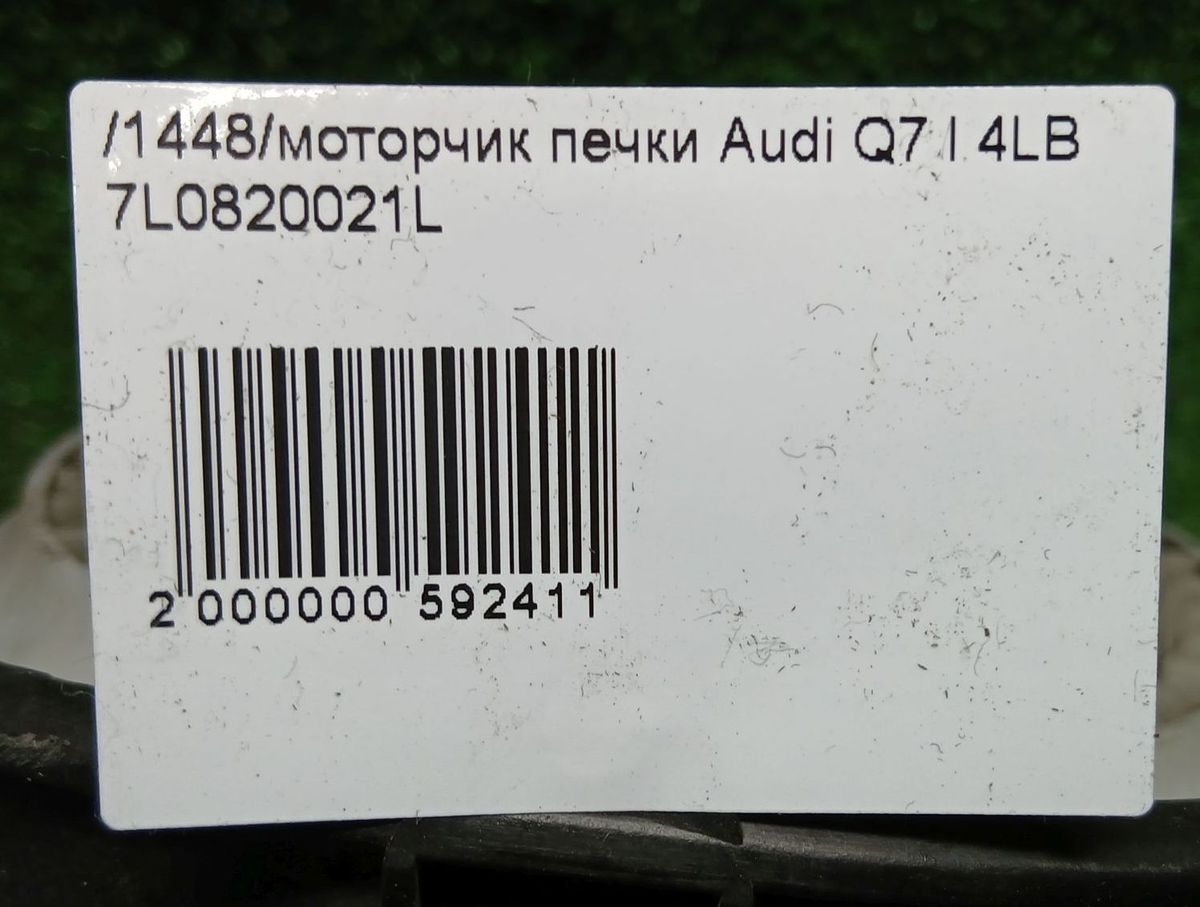 /1448/моторчик печки Audi Q7 I 4LB
7L0820021L
2 000000 592411